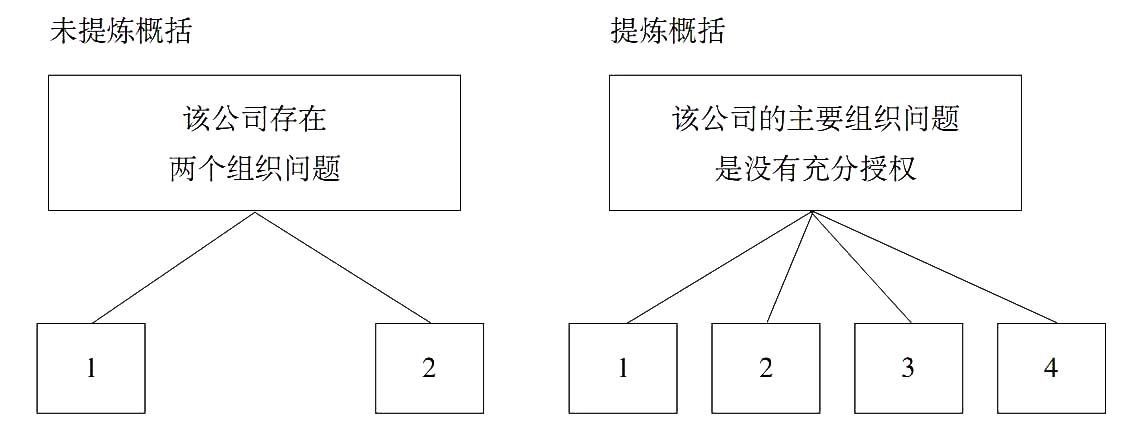 未提炼概括
该公司存在
两个组织问题
1
2
提炼概括
该公司的主要组织问题
是没有充分授权
1
2
3
4